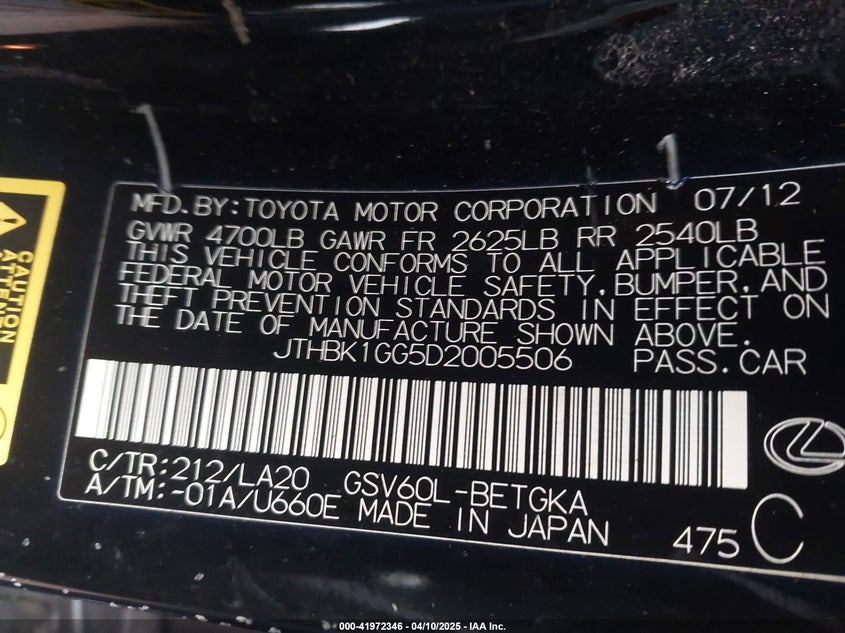 MFD.BY:TOYOTA MOTOR CORPORATION 07/12
GVWR 4700LB GAWR FR 2625LB RR 2540LB
THIS VEHICLE CONFORMS TO ALL APPLICABLE
FEDERAL MOTOR VEHICLE SAFETY,BUMPER,AND
THEFT PREVENTION STANDARDS IN EFFECT ON
THE DATE OF MANUFACTURE SHOWN ABOVE.
JTHBK1GG5D2005506 PASS.CAR
C/TR:212/LA20 GSV60L-BETGKA
A/TM:-01A/U660E MADE IN JAPAN
475 C
CAUTION
000-41972346 - 04/10/2025 - IAA Inc.